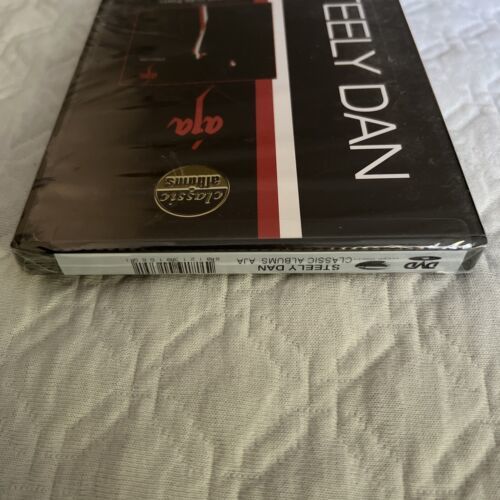 STEELY DAN
aja
classic
albums
DVD
STEELY DAN
CLASSIC ALBUMS: AJA